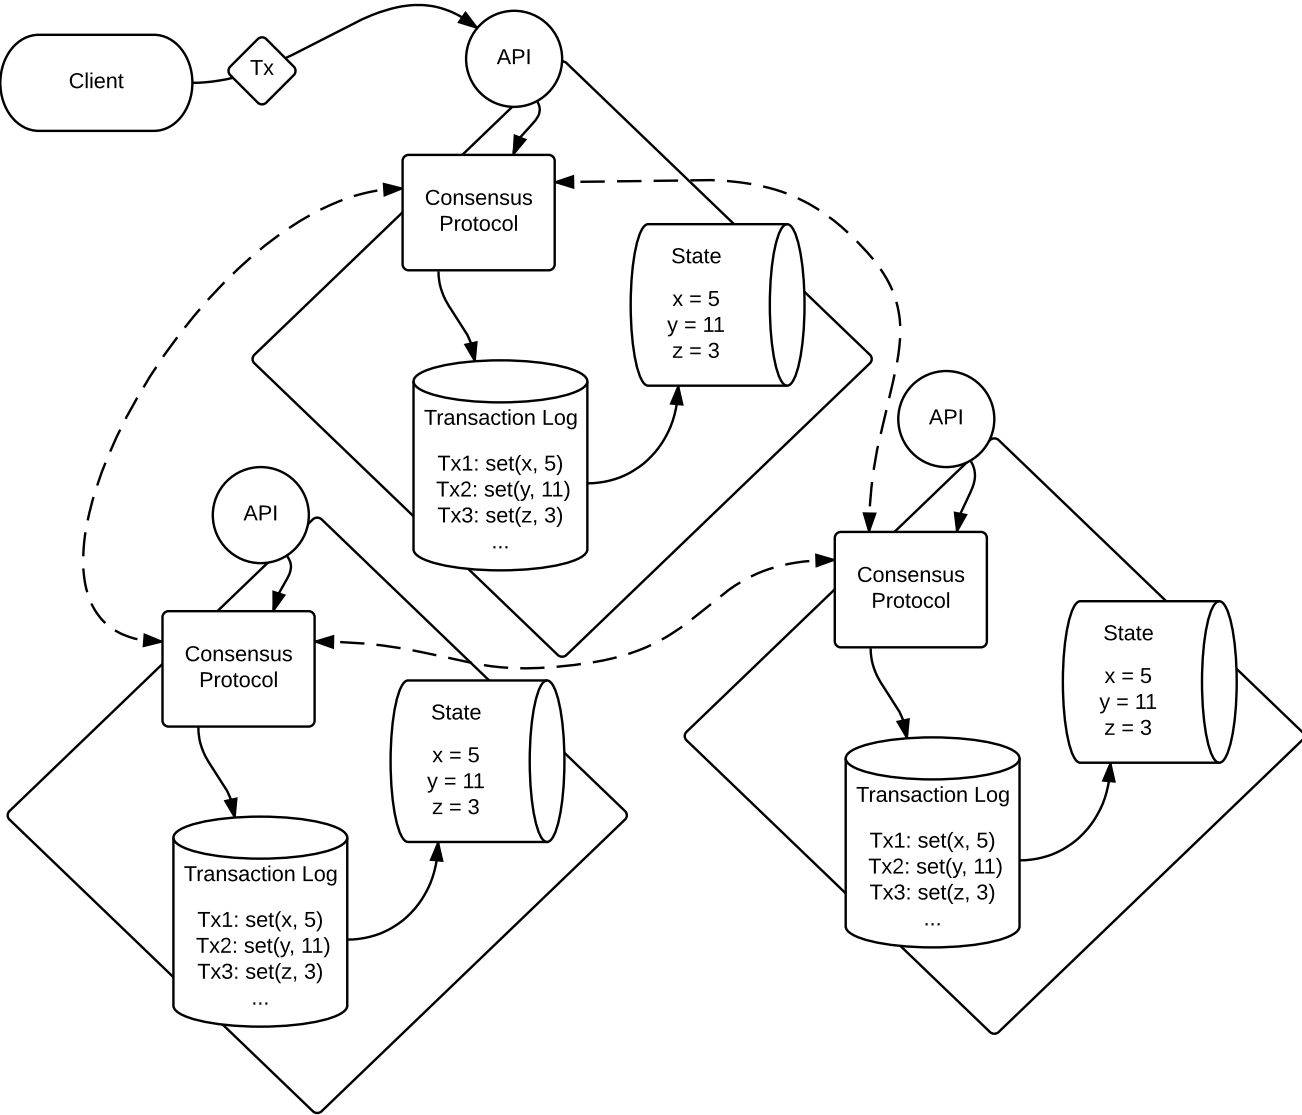 Client
Tx
API
Consensus
Protocol
State
x = 5
y = 11
z = 3
Transaction Log
Tx1: set(x, 5)
Tx2: set(y, 11)
Tx3: set(z, 3)
...
API
Consensus
Protocol
State
x = 5
y = 11
z = 3
Transaction Log
Tx1: set(x, 5)
Tx2: set(y, 11)
Tx3: set(z, 3)
...
API
Consensus
Protocol
State
x = 5
y = 11
z = 3
Transaction Log
Tx1: set(x, 5)
Tx2: set(y, 11)
Tx3: set(z, 3)
...